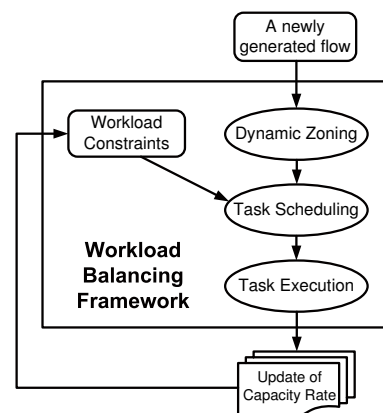 A newly
generated flow
Workload
Constraints
Dynamic Zoning
Task Scheduling
Workload
Balancing
Framework
Task Execution
Update of
Capacity Rate